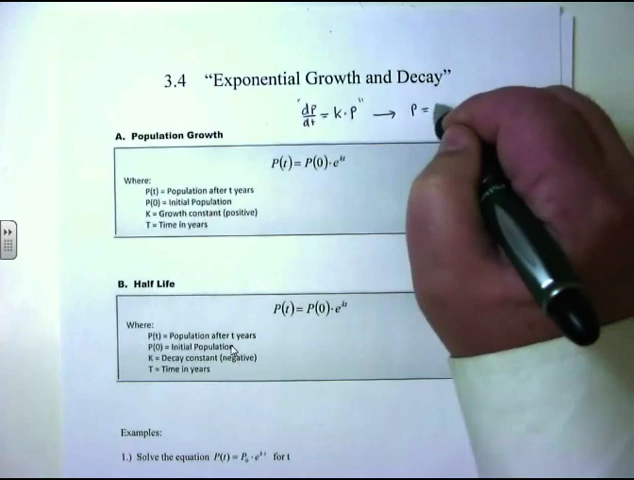 3.4 “Exponential Growth and Decay”
"dP/dt = k·P" → P =
A. Population Growth
P(t) = P(0)·e^kt
Where:
P(t) = Population after t years
P(0) = Initial Population
K = Growth constant (positive)
T = Time in years
B. Half Life
P(t) = P(0)·e^kt
Where:
P(t) = Population after t years
P(0) = Initial Population
K = Decay constant (negative)
T = Time in years
Examples:
1.) Solve the equation P(t) = P₀·e^kt for t